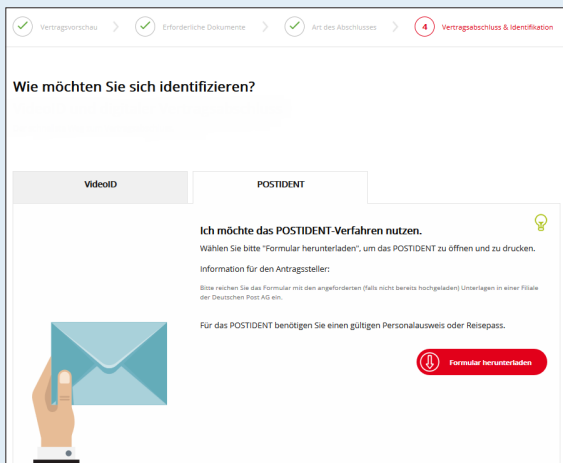 Vertragsvorschau
Erforderliche Dokumente
Art des Abschlusses
4 Vertragsabschluss & Identifikation
Wie möchten Sie sich identifizieren?
VideoID
POSTIDENT
Ich möchte das POSTIDENT-Verfahren nutzen.
Wählen Sie bitte "Formular herunterladen", um das POSTIDENT zu öffnen und zu drucken.
Information für den Antragssteller:
Bitte reichen Sie das Formular mit den angeforderten (falls nicht bereits hochgeladen) Unterlagen in einer Filiale
der Deutschen Post AG ein.
Für das POSTIDENT benötigen Sie einen gültigen Personalausweis oder Reisepass.
Formular herunterladen